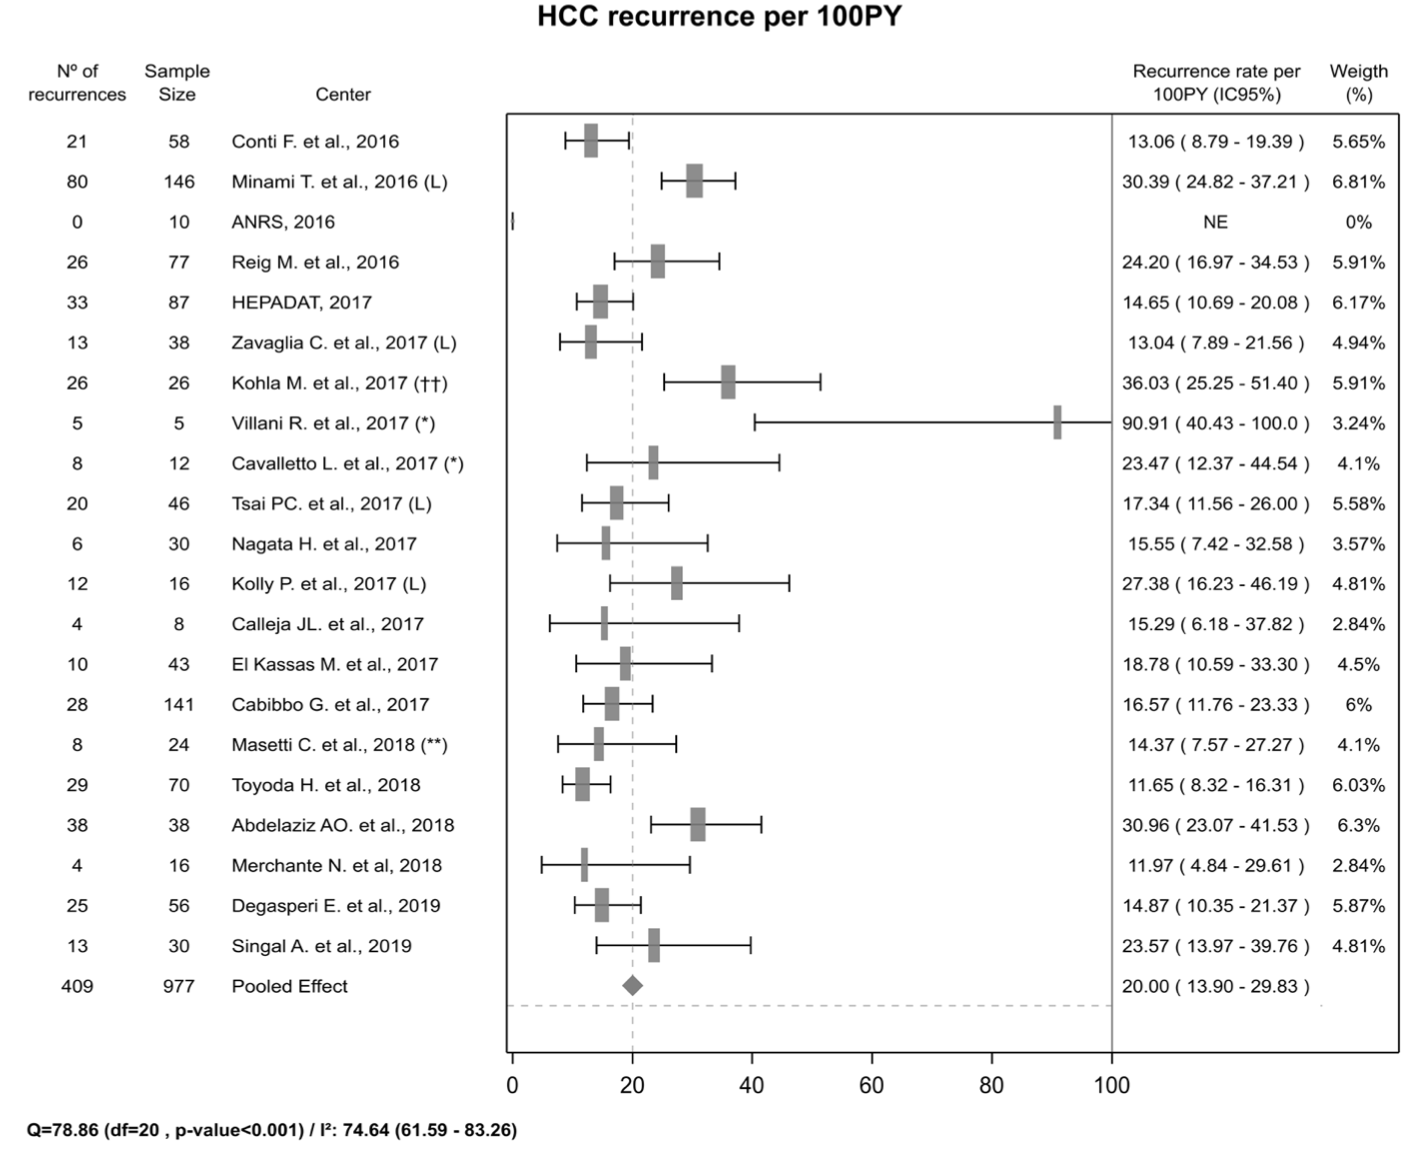 HCC recurrence per 100PY
Nº of recurrences Sample Size Center Recurrence rate per 100PY (IC95%) Weigth (%)
21 58 Conti F. et al., 2016 13.06 ( 8.79 - 19.39 ) 5.65%
80 146 Minami T. et al., 2016 (L) 30.39 ( 24.82 - 37.21 ) 6.81%
0 10 ANRS, 2016 NE 0%
26 77 Reig M. et al., 2016 24.20 ( 16.97 - 34.53 ) 5.91%
33 87 HEPADAT, 2017 14.65 ( 10.69 - 20.08 ) 6.17%
13 38 Zavaglia C. et al., 2017 (L) 13.04 ( 7.89 - 21.56 ) 4.94%
26 26 Kohla M. et al., 2017 (††) 36.03 ( 25.25 - 51.40 ) 5.91%
5 5 Villani R. et al., 2017 (*) 90.91 ( 40.43 - 100.0 ) 3.24%
8 12 Cavalletto L. et al., 2017 (*) 23.47 ( 12.37 - 44.54 ) 4.1%
20 46 Tsai PC. et al., 2017 (L) 17.34 ( 11.56 - 26.00 ) 5.58%
6 30 Nagata H. et al., 2017 15.55 ( 7.42 - 32.58 ) 3.57%
12 16 Kolly P. et al., 2017 (L) 27.38 ( 16.23 - 46.19 ) 4.81%
4 8 Calleja JL. et al., 2017 15.29 ( 6.18 - 37.82 ) 2.84%
10 43 El Kassas M. et al., 2017 18.78 ( 10.59 - 33.30 ) 4.5%
28 141 Cabibbo G. et al., 2017 16.57 ( 11.76 - 23.33 ) 6%
8 24 Masetti C. et al., 2018 (**) 14.37 ( 7.57 - 27.27 ) 4.1%
29 70 Toyoda H. et al., 2018 11.65 ( 8.32 - 16.31 ) 6.03%
38 38 Abdelaziz AO. et al., 2018 30.96 ( 23.07 - 41.53 ) 6.3%
4 16 Merchante N. et al, 2018 11.97 ( 4.84 - 29.61 ) 2.84%
25 56 Degasperi E. et al., 2019 14.87 ( 10.35 - 21.37 ) 5.87%
13 30 Singal A. et al., 2019 23.57 ( 13.97 - 39.76 ) 4.81%
409 977 Pooled Effect 20.00 ( 13.90 - 29.83 )
0 20 40 60 80 100
Q=78.86 (df=20 , p-value<0.001) / I²: 74.64 (61.59 - 83.26)